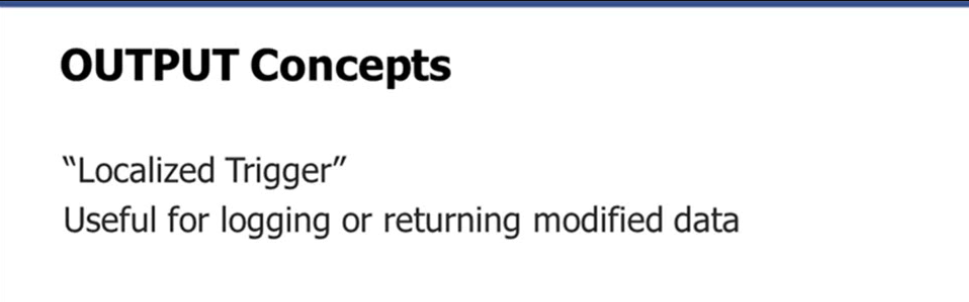 OUTPUT Concepts
“Localized Trigger”
Useful for logging or returning modified data